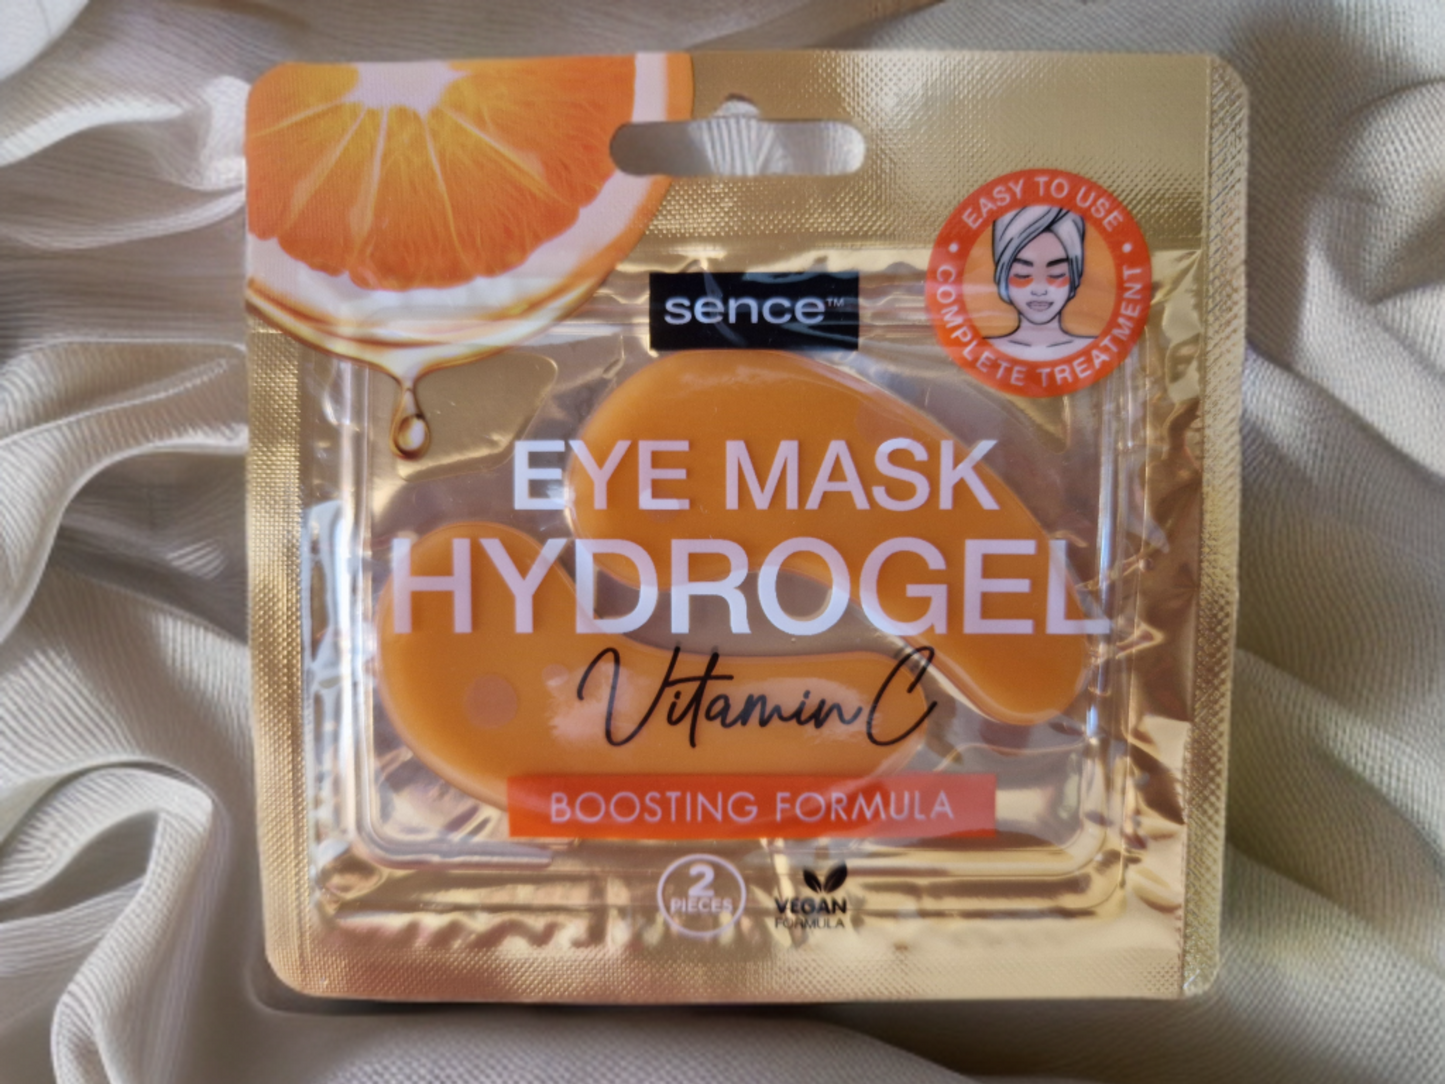 EASY TO USE
COMPLETE TREATMENT
sence™
EYE MASK
HYDROGEL
Vitamin C
BOOSTING FORMULA
2
PIECES
VEGAN
FORMULA